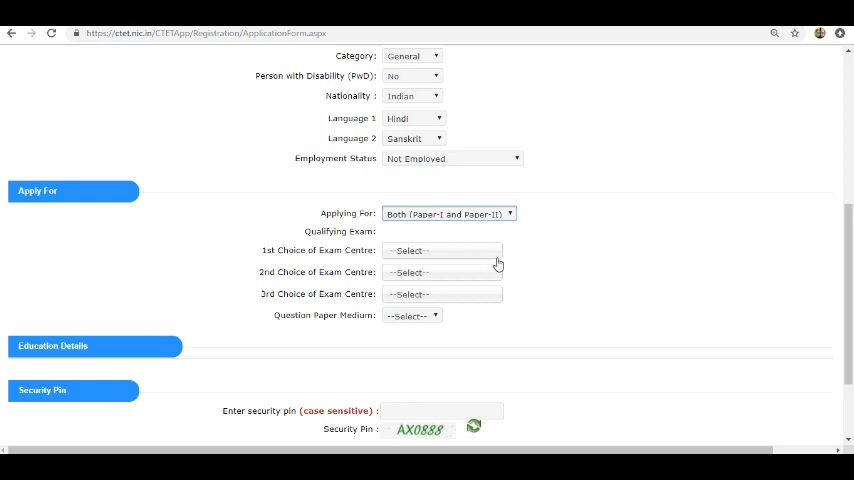 https://ctet.nic.in/CTETApp/Registration/ApplicationForm.aspx
Category: General
Person with Disability (PwD): No
Nationality : Indian
Language 1 Hindi
Language 2 Sanskrit
Employment Status Not Employed
Apply For
Applying For: Both (Paper-I and Paper-II)
Qualifying Exam:
1st Choice of Exam Centre: --Select--
2nd Choice of Exam Centre: --Select--
3rd Choice of Exam Centre: --Select--
Question Paper Medium: --Select--
Education Details
Security Pin
Enter security pin (case sensitive) :
Security Pin : AX0888